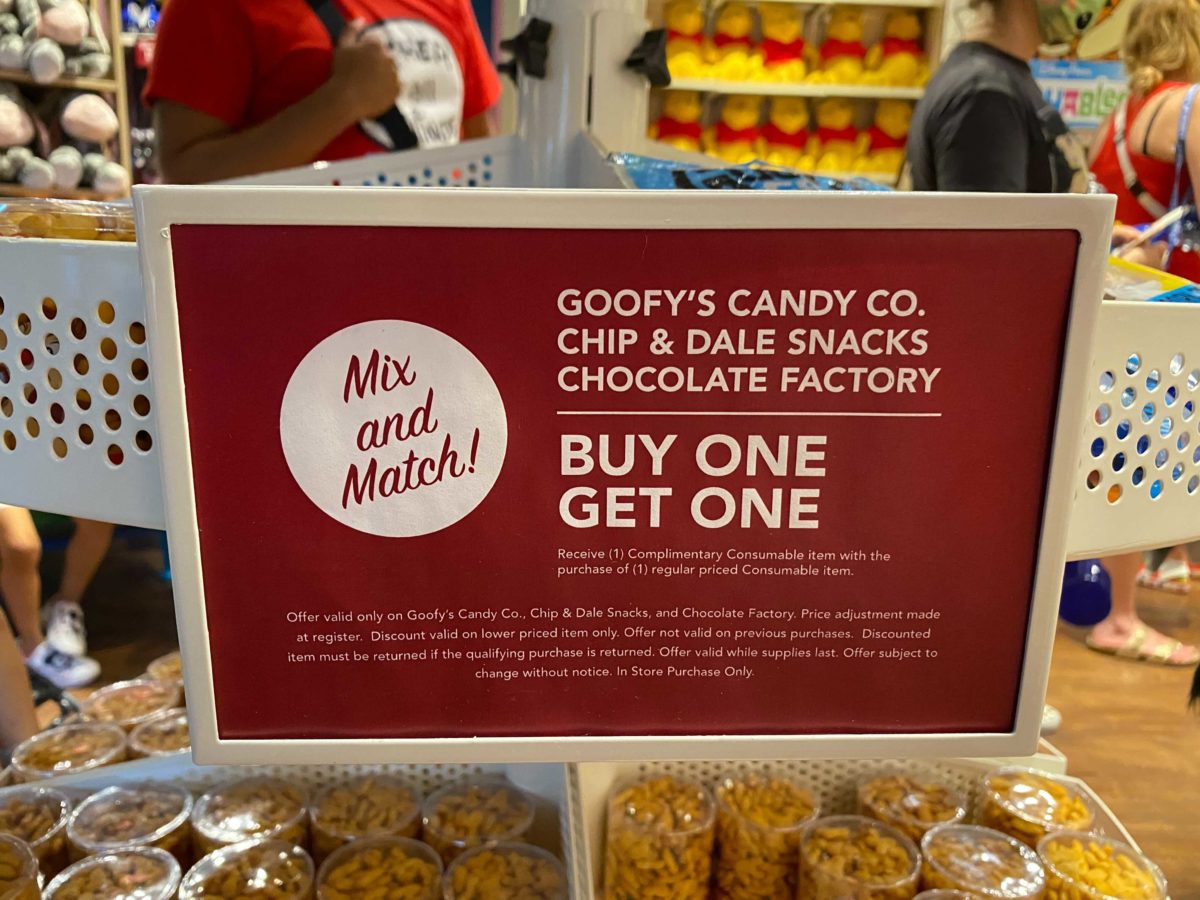 Mix
and
Match!
GOOFY'S CANDY CO.
CHIP & DALE SNACKS
CHOCOLATE FACTORY
BUY ONE
GET ONE
Receive (1) Complimentary Consumable item with the
purchase of (1) regular priced Consumable item.
Offer valid only on Goofy's Candy Co., Chip & Dale Snacks, and Chocolate Factory. Price adjustment made
at register. Discount valid on lower priced item only. Offer not valid on previous purchases. Discounted
item must be returned if the qualifying purchase is returned. Offer valid while supplies last. Offer subject to
change without notice. In Store Purchase Only.